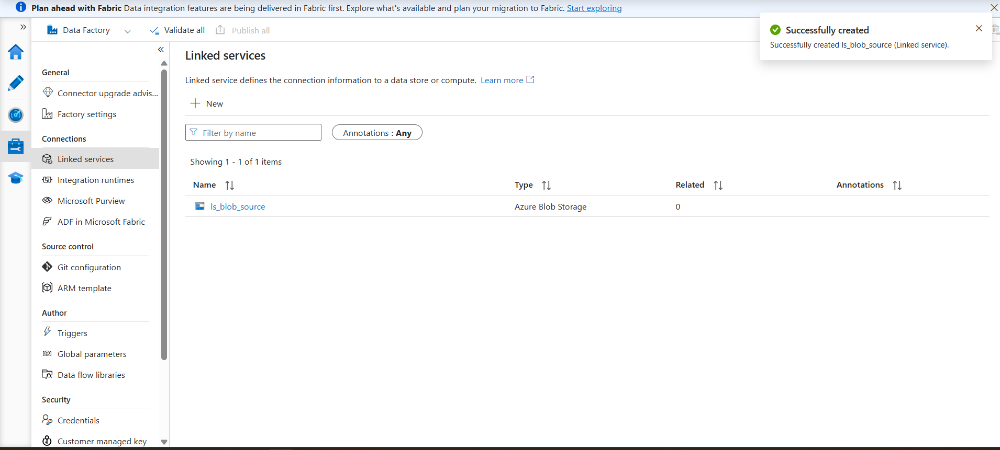 Plan ahead with Fabric Data integration features are being delivered in Fabric first. Explore what's available and plan your migration to Fabric. Start exploring
Data Factory
Validate all
Publish all
Successfully created
Successfully created ls_blob_source (Linked service).
General
Connector upgrade advis...
Factory settings
Connections
Linked services
Integration runtimes
Microsoft Purview
ADF in Microsoft Fabric
Source control
Git configuration
ARM template
Author
Triggers
Global parameters
Data flow libraries
Security
Credentials
Customer managed key
Linked services
Linked service defines the connection information to a data store or compute. Learn more
New
Filter by name
Annotations : Any
Showing 1 - 1 of 1 items
Name Type Related Annotations
ls_blob_source Azure Blob Storage 0